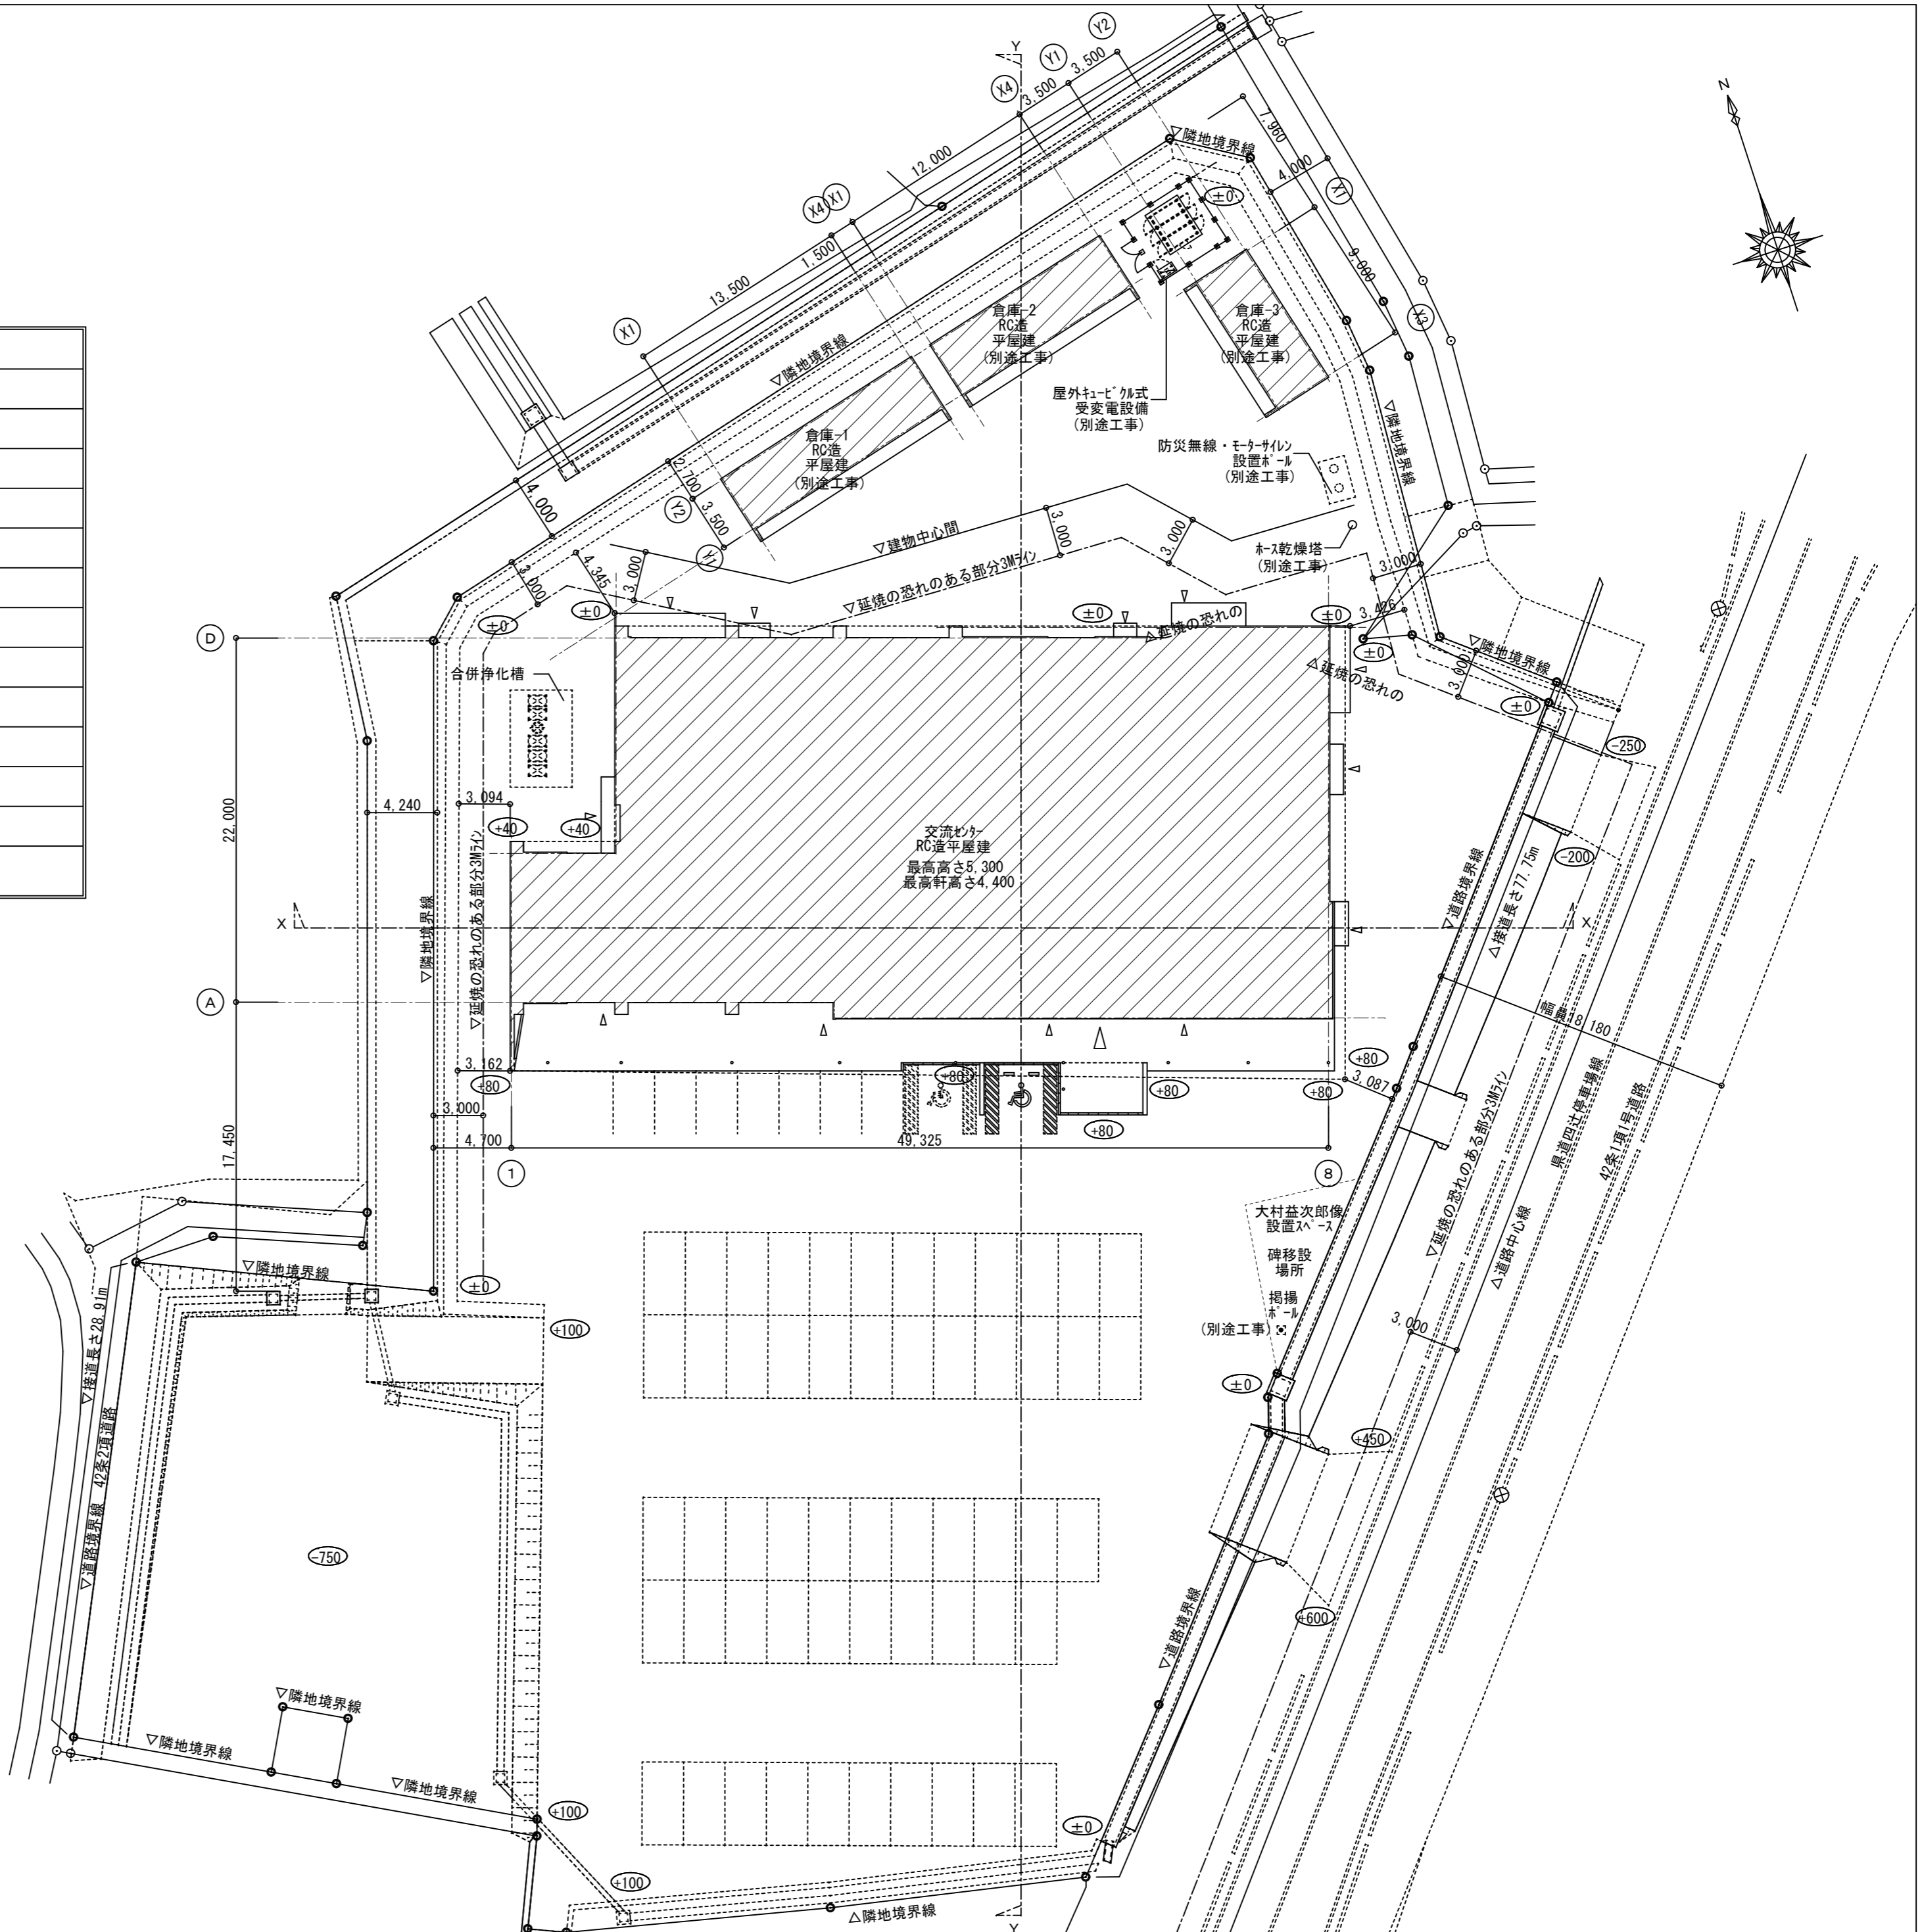 Y
Y2
Y1
3,500
X4
3,500
N
7,960
▽隣地境界線
4,000
X1
12,000
±0
X4
X1
1,500
9,000
13,500
X3
倉庫-2
RC造
平屋建
(別途工事)
倉庫-3
RC造
平屋建
(別途工事)
X1
▽隣地境界線
屋外ｷｭｰﾋﾞｸﾙ式
受変電設備
(別途工事)
▽隣地境界線
倉庫-1
RC造
平屋建
(別途工事)
防災無線・ﾓｰﾀｰｻｲﾚﾝ
設置ﾎﾟｰﾙ
(別途工事)
2,700
4,000
Y2
3,500
Y1
▽建物中心間
3,000
3,000
ﾎｰｽ乾燥塔
(別途工事)
3,000
4,345
3,000
3,000
▽延焼の恐れのある部分3Mﾗｲﾝ
3,426
±0
±0
±0
±0
△延焼の恐れの
D
±0
▽隣地境界線
△延焼の恐れの
3,000
合併浄化槽
±0
-250
22,000
4,240
3,094
+40
+40
交流ｾﾝﾀｰ
RC造平屋建
最高高さ5,300
最高軒高さ4,400
-200
▽道路境界線
△接道長さ77.75m
▽隣地境界線
▽延焼の恐れのある部分3Mﾗｲﾝ
X
X
A
幅員18,180
3,162
+80
+80
+80
+80
+80
3,087
+80
3,000
4,700
49,325
17,450
1
8
県道四辻停車場線
42条1項1号道路
▽延焼の恐れのある部分3Mﾗｲﾝ
△道路中心線
大村益次郎像
設置ｽﾍﾟｰｽ
碑移設
場所
掲揚
ﾎﾟｰﾙ
(別途工事)
▽隣地境界線
±0
+100
3,000
▽接道長さ28.91m
±0
+450
▽道路境界線 42条2項道路
-750
+600
▽道路境界線
▽隣地境界線
▽隣地境界線
▽隣地境界線
+100
±0
+100
△隣地境界線
Y